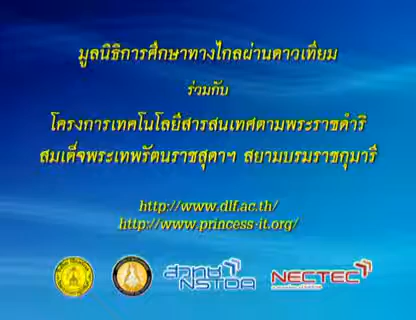 มูลนิธิการศึกษาทางไกลผ่านดาวเทียม
ร่วมกับ
โครงการเทคโนโลยีสารสนเทศตามพระราชดำริ
สมเด็จพระเทพรัตนราชสุดาฯ สยามบรมราชกุมารี
http://www.dlf.ac.th/
http://www.princess-it.org/
สวทช
NSTDA
NECTEC